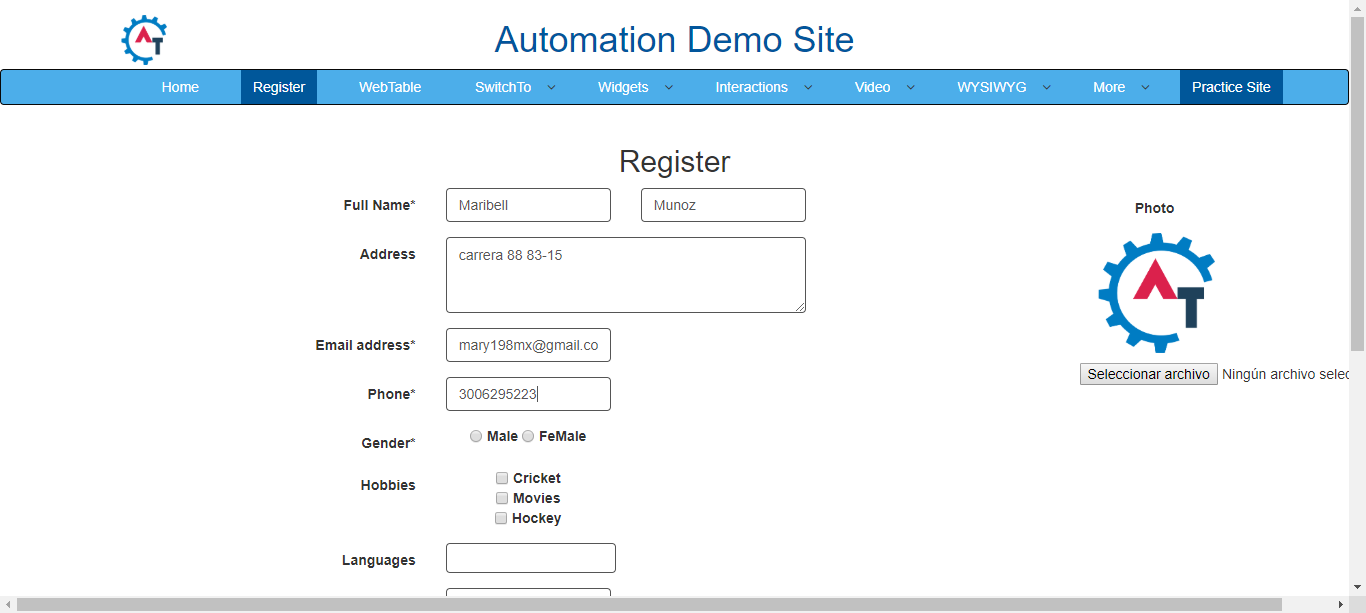 Automation Demo Site
Home Register WebTable SwitchTo Widgets Interactions Video WYSIWYG More Practice Site
Register
Full Name* Maribell Munoz
Photo
Address carrera 88 83-15
AT
Email address* mary198mx@gmail.co
Seleccionar archivo Ningún archivo selec
Phone* 3006295223
Gender* Male FeMale
Hobbies Cricket
Movies
Hockey
Languages